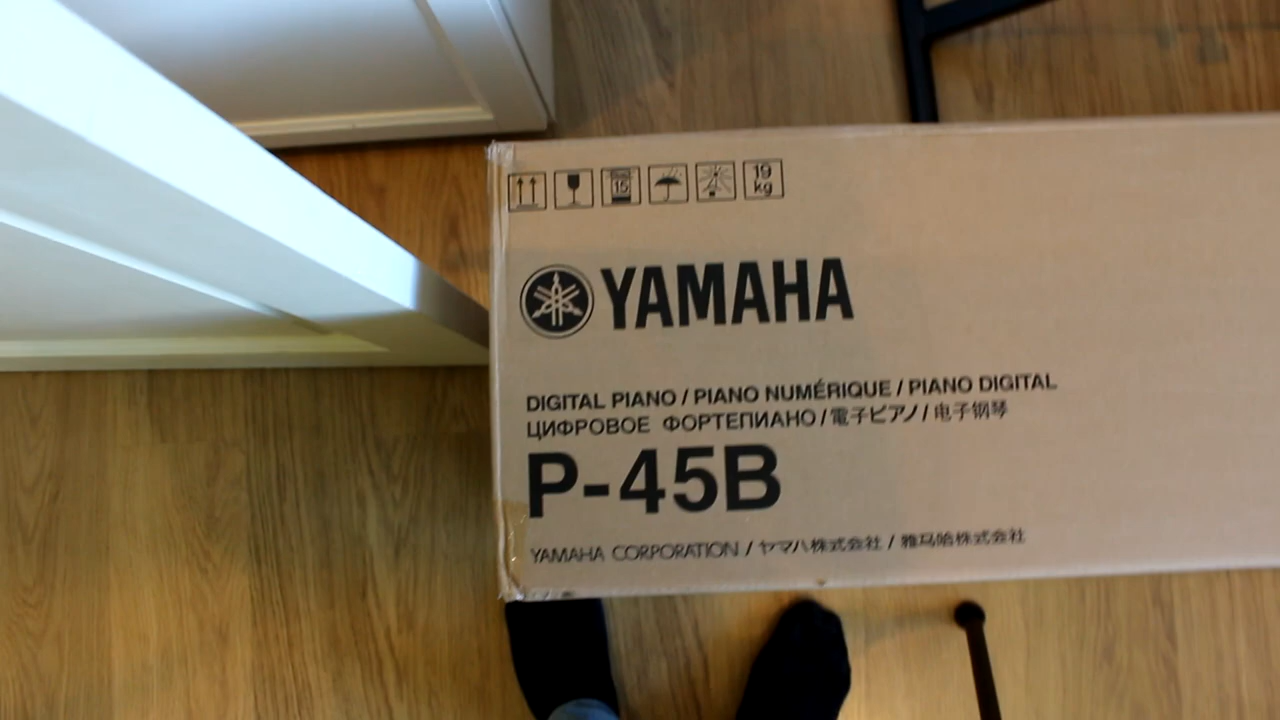 15
19
kg
YAMAHA
DIGITAL PIANO / PIANO NUMÉRIQUE / PIANO DIGITAL
ЦИФРОВОЕ ФОРТЕПИАНО / 電子ピアノ / 电子钢琴
P-45B
YAMAHA CORPORATION / ヤマハ株式会社 / 雅马哈株式会社